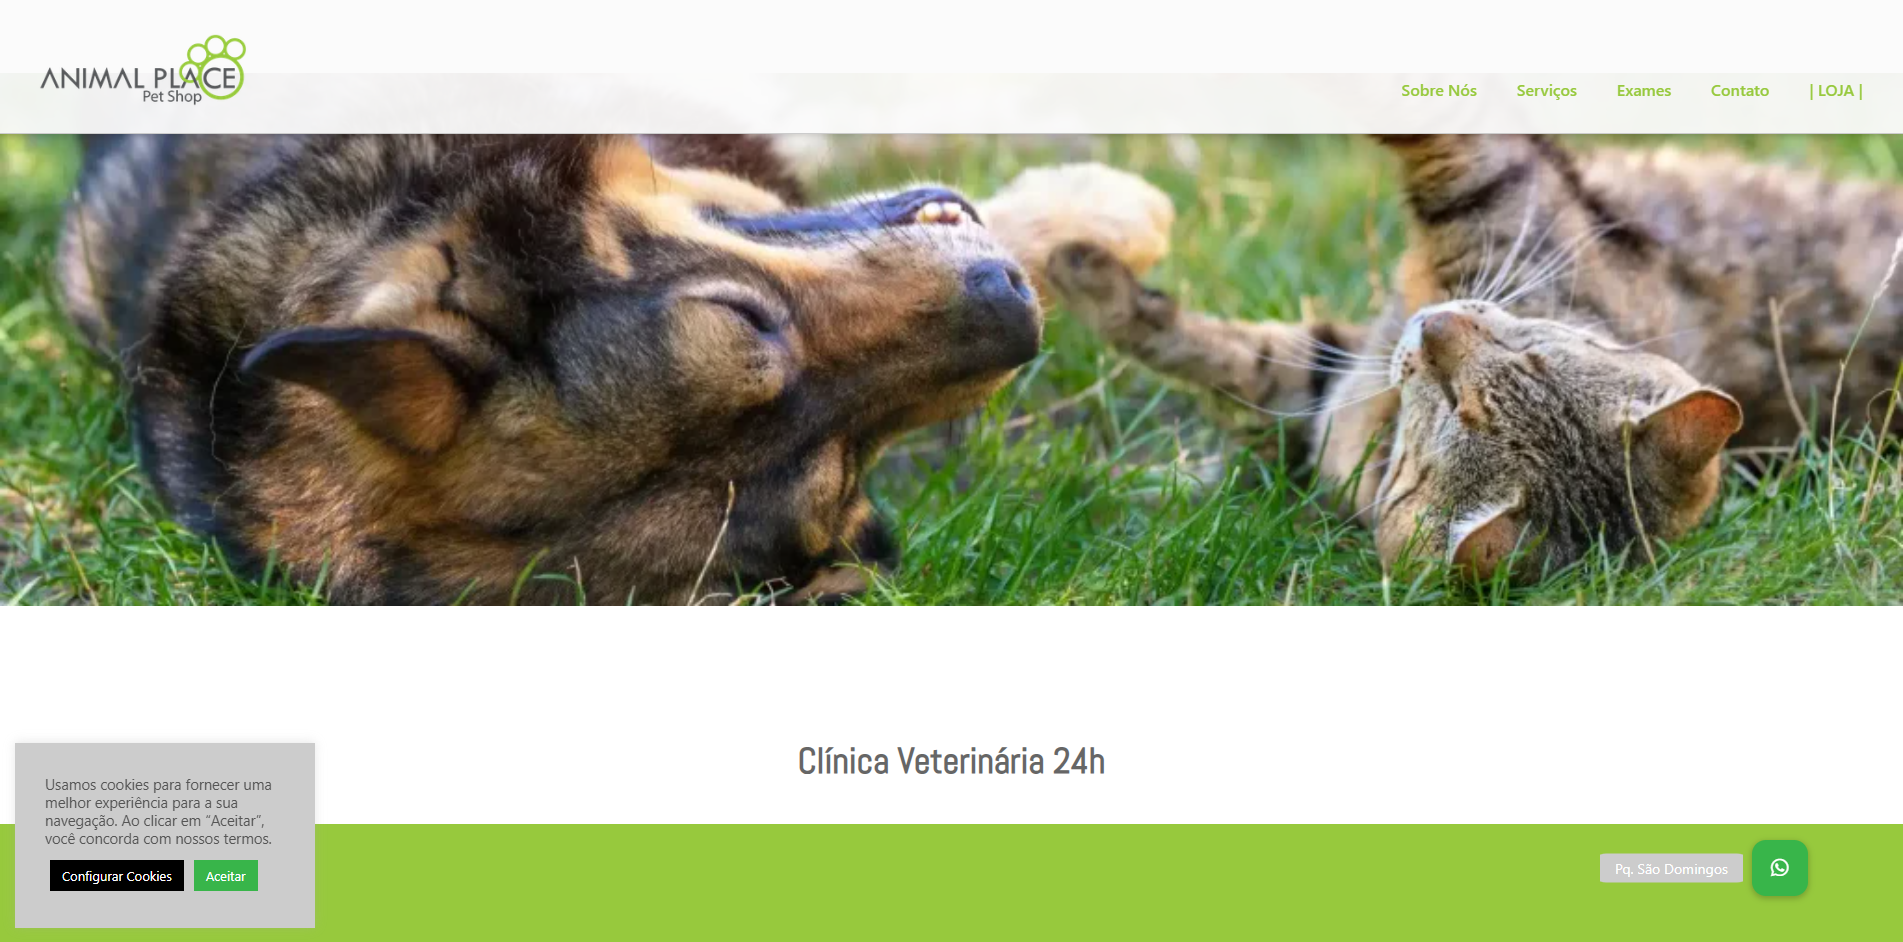 ANIMAL PLACE
Pet Shop
Sobre Nós
Serviços
Exames
Contato
| LOJA |
Clínica Veterinária 24h
Usamos cookies para fornecer uma
melhor experiência para a sua
navegação. Ao clicar em “Aceitar”,
você concorda com nossos termos.
Configurar Cookies
Aceitar
Pq. São Domingos